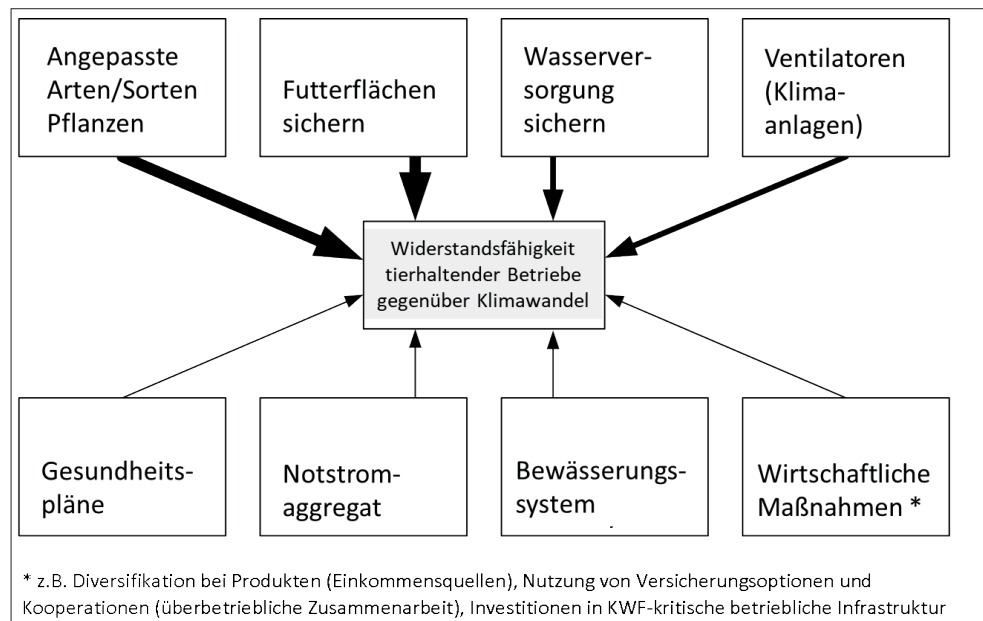 Angepasste
Arten/Sorten
Pflanzen
Futterflächen
sichern
Wasserver-
sorgung
sichern
Ventilatoren
(Klima-
anlagen)
Widerstandsfähigkeit
tierhaltender Betriebe
gegenüber Klimawandel
Gesundheits-
pläne
Notstrom-
aggregat
Bewässerungs-
system
Wirtschaftliche
Maßnahmen *
* z.B. Diversifikation bei Produkten (Einkommensquellen), Nutzung von Versicherungsoptionen und
Kooperationen (überbetriebliche Zusammenarbeit), Investitionen in KWF-kritische betriebliche Infrastruktur